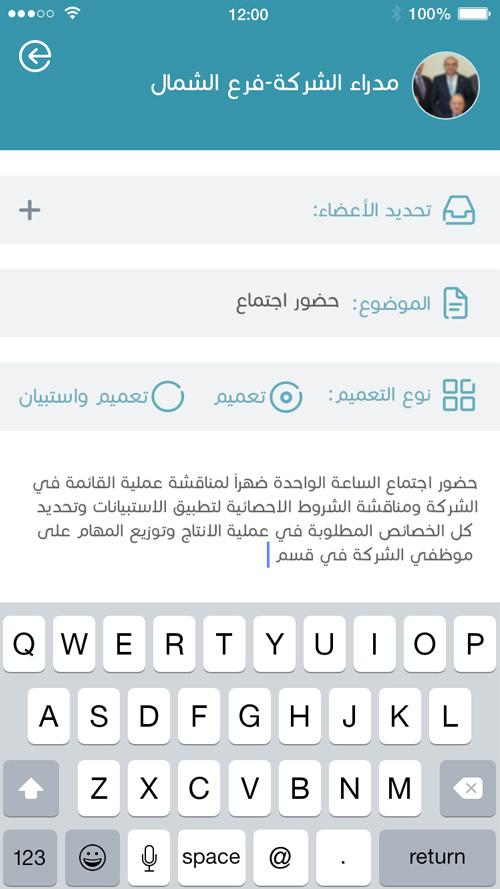 12:00
100%
مدراء الشركة-فرع الشمال
تحديد الأعضاء:
الموضوع: حضور اجتماع
نوع التعميم: تعميم تعميم واستبيان
حضور اجتماع الساعة الواحدة ضهراً لمناقشة عملية القائمة في
الشركة ومناقشة الشروط الاحصائية لتطبيق الاستبيانات وتحديد
كل الخصائص المطلوبة في عملية الانتاج وتوزيع المهام على
موظفي الشركة في قسم
Q W E R T Y U I O P
A S D F G H J K L
Z X C V B N M
123 space @ . return